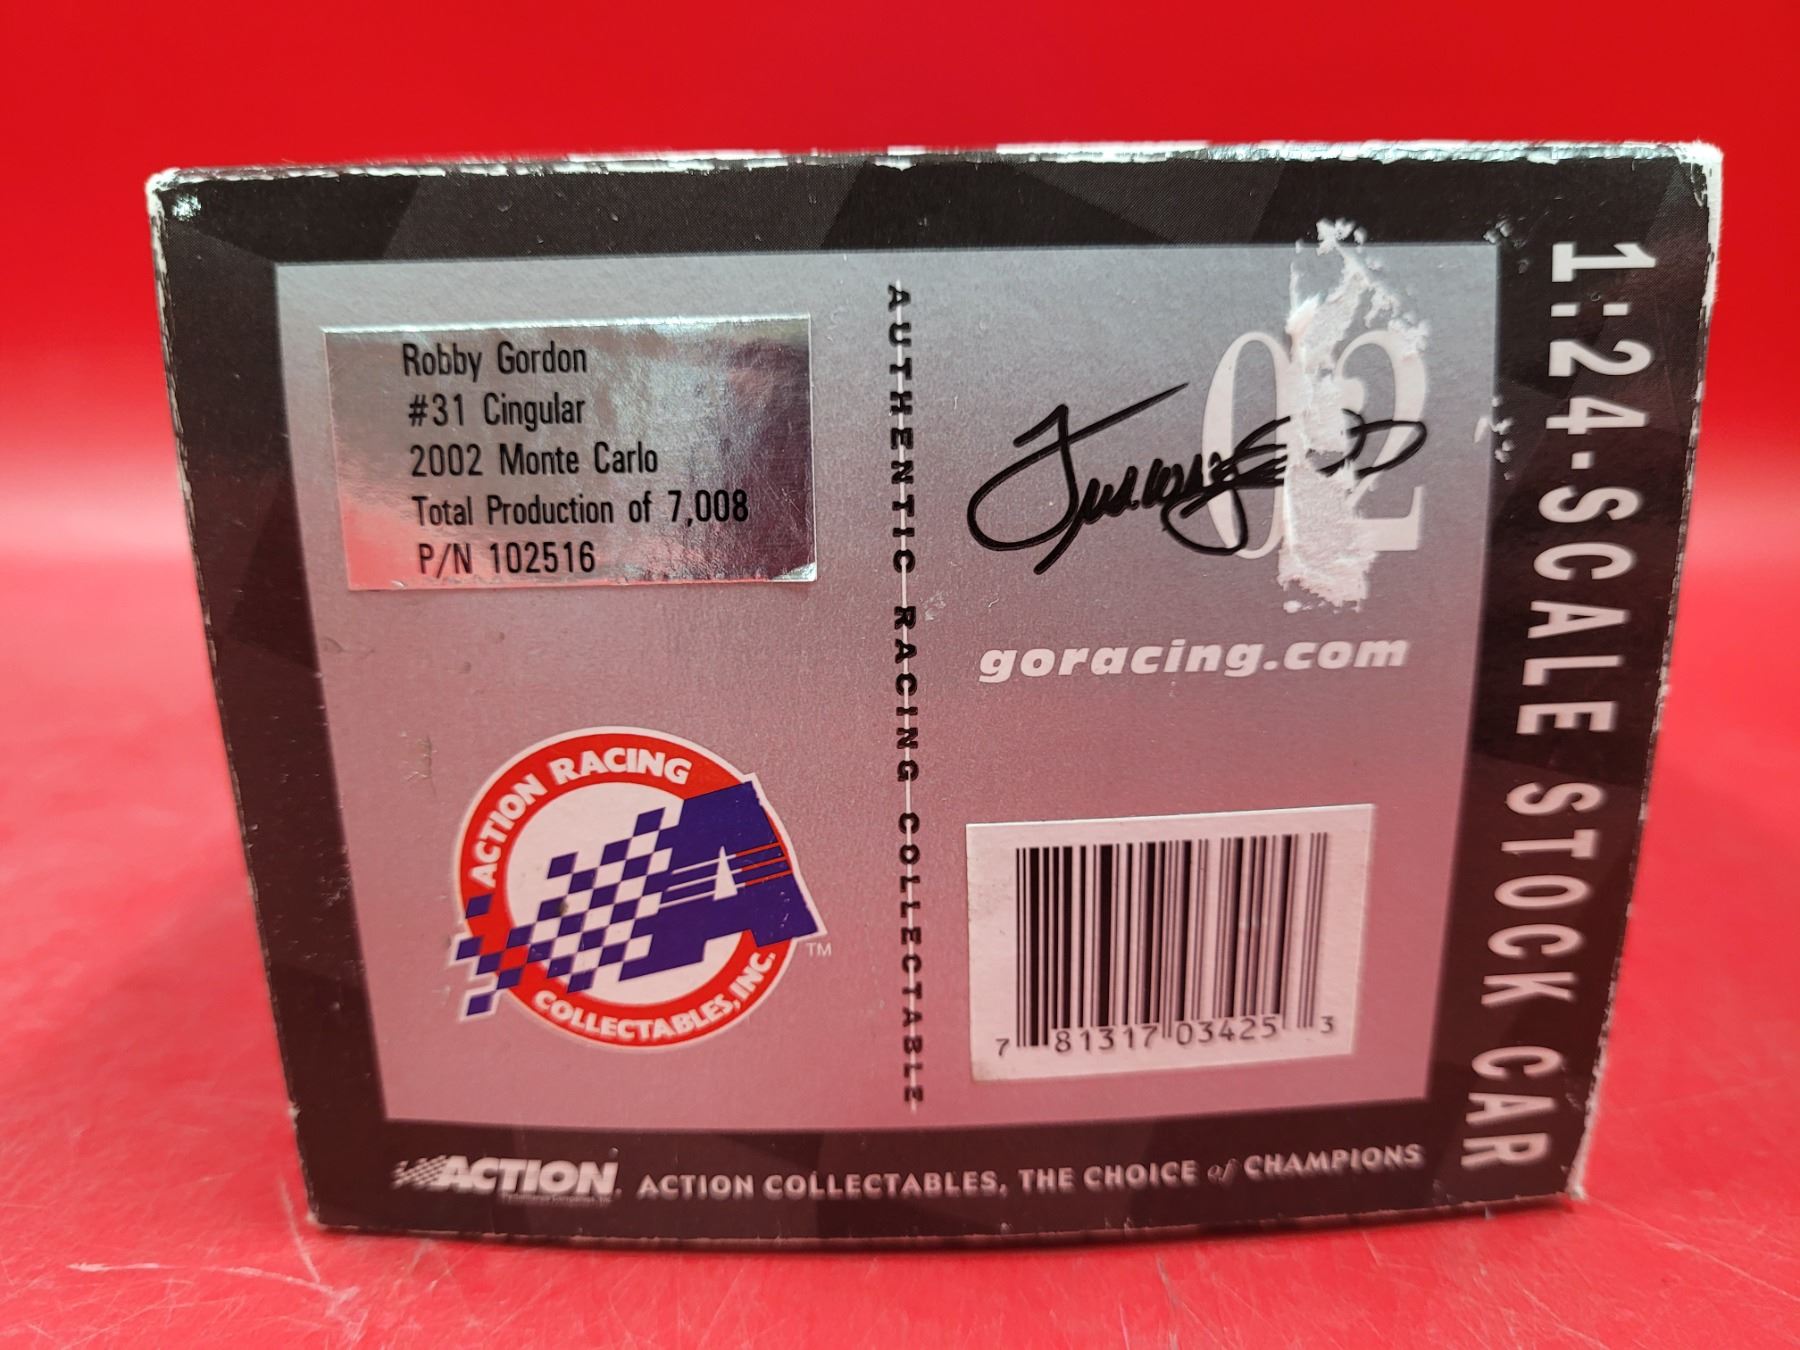 Robby Gordon
#31 Cingular
2002 Monte Carlo
Total Production of 7,008
P/N 102516
ACTION RACING
COLLECTABLES, INC.
TM
AUTHENTIC RACING COLLECTABLE
02
goracing.com
7 81317 03425 3
1:24-SCALE STOCK CAR
ACTION
ACTION COLLECTABLES, THE CHOICE of CHAMPIONS